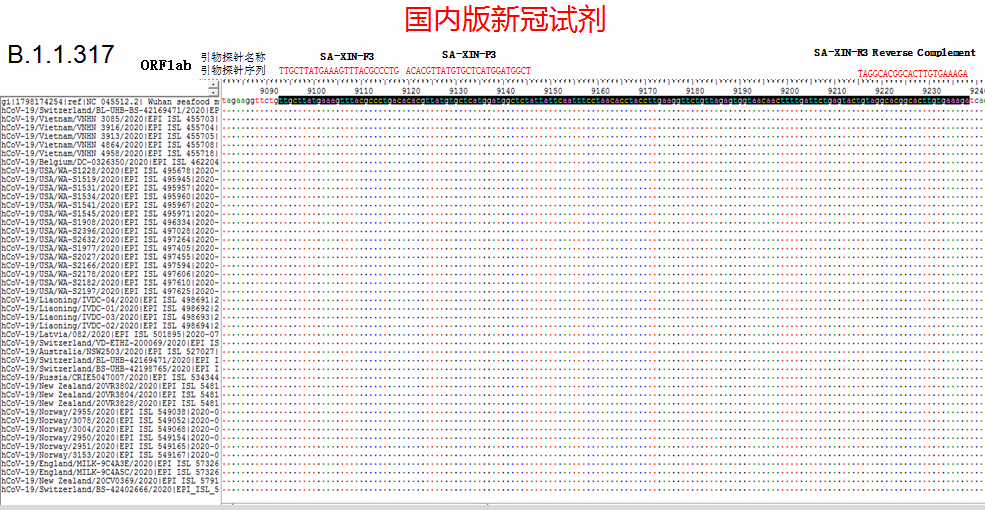 国内版新冠试剂
B.1.1.317
ORF1ab
引物探针名称 SA-XIN-F3 SA-XIN-P3 SA-XIN-R3 Reverse Complement
引物探针序列 TTGCTTATGAAAGTTTACGCCCTG ACACGTTATGTGCTCATGGATGGCT TAGGCACGGCACTTGTGAAAGA
9090 9100 9110 9120 9130 9140 9150 9160 9170 9180 9190 9200 9210 9220 9230 924
gi|1798174254|ref|NC 045512.2| Wuhan seafood m tagaaggttctgttgcttatgaaagtttacgccctgacacacgttatgtgctcatggatggctctattattcaatttcctaacacctaccttgaaggttctgttagagtggtaacaacttttgattctgagtactgtaggcacggcacttgtgaaagatcag
hCoV-19/Switzerland/BL-UHB-BS-42169471/2020|EP
hCoV-19/Vietnam/VNHN 3085/2020|EPI ISL 455703|
hCoV-19/Vietnam/VNHN 3916/2020|EPI ISL 455704|
hCoV-19/Vietnam/VNHN 3913/2020|EPI ISL 455705|
hCoV-19/Vietnam/VNHN 4864/2020|EPI ISL 455708|
hCoV-19/Vietnam/VNHN 4958/2020|EPI ISL 455718|
hCoV-19/Belgium/DC-0326350/2020|EPI ISL 462204
hCoV-19/USA/WA-S1228/2020|EPI ISL 495678|2020-
hCoV-19/USA/WA-S1519/2020|EPI ISL 495945|2020-
hCoV-19/USA/WA-S1531/2020|EPI ISL 495957|2020-
hCoV-19/USA/WA-S1534/2020|EPI ISL 495960|2020-
hCoV-19/USA/WA-S1541/2020|EPI ISL 495967|2020-
hCoV-19/USA/WA-S1545/2020|EPI ISL 495971|2020-
hCoV-19/USA/WA-S1908/2020|EPI ISL 496334|2020-
hCoV-19/USA/WA-S2396/2020|EPI ISL 497028|2020-
hCoV-19/USA/WA-S2632/2020|EPI ISL 497264|2020-
hCoV-19/USA/WA-S1977/2020|EPI ISL 497405|2020-
hCoV-19/USA/WA-S2027/2020|EPI ISL 497455|2020-
hCoV-19/USA/WA-S2166/2020|EPI ISL 497594|2020-
hCoV-19/USA/WA-S2178/2020|EPI ISL 497606|2020-
hCoV-19/USA/WA-S2182/2020|EPI ISL 497610|2020-
hCoV-19/USA/WA-S2197/2020|EPI ISL 497625|2020-
hCoV-19/Liaoning/IVDC-04/2020|EPI ISL 498691|2
hCoV-19/Liaoning/IVDC-01/2020|EPI ISL 498692|2
hCoV-19/Liaoning/IVDC-03/2020|EPI ISL 498693|2
hCoV-19/Liaoning/IVDC-02/2020|EPI ISL 498694|2
hCoV-19/Latvia/082/2020|EPI ISL 501895|2020-07
hCoV-19/Switzerland/VD-ETHZ-200069/2020|EPI IS
hCoV-19/Australia/NSW2503/2020|EPI ISL 527027|
hCoV-19/Switzerland/BL-UHB-42169471/2020|EPI I
hCoV-19/Switzerland/BS-UHB-42198765/2020|EPI I
hCoV-19/Russia/CRIE5047007/2020|EPI ISL 534344
hCoV-19/New Zealand/20VR3802/2020|EPI ISL 5481
hCoV-19/New Zealand/20VR3804/2020|EPI ISL 5481
hCoV-19/New Zealand/20VR3828/2020|EPI ISL 5481
hCoV-19/Norway/2955/2020|EPI ISL 549038|2020-0
hCoV-19/Norway/3078/2020|EPI ISL 549052|2020-0
hCoV-19/Norway/3004/2020|EPI ISL 549068|2020-0
hCoV-19/Norway/2950/2020|EPI ISL 549154|2020-0
hCoV-19/Norway/2951/2020|EPI ISL 549165|2020-0
hCoV-19/Norway/3153/2020|EPI ISL 549167|2020-0
hCoV-19/England/MILK-9C4A3E/2020|EPI ISL 57326
hCoV-19/England/MILK-9C4A5C/2020|EPI ISL 57326
hCoV-19/New Zealand/20CV0369/2020|EPI ISL 5791
hCoV-19/Switzerland/BS-42402666/2020|EPI_ISL_5